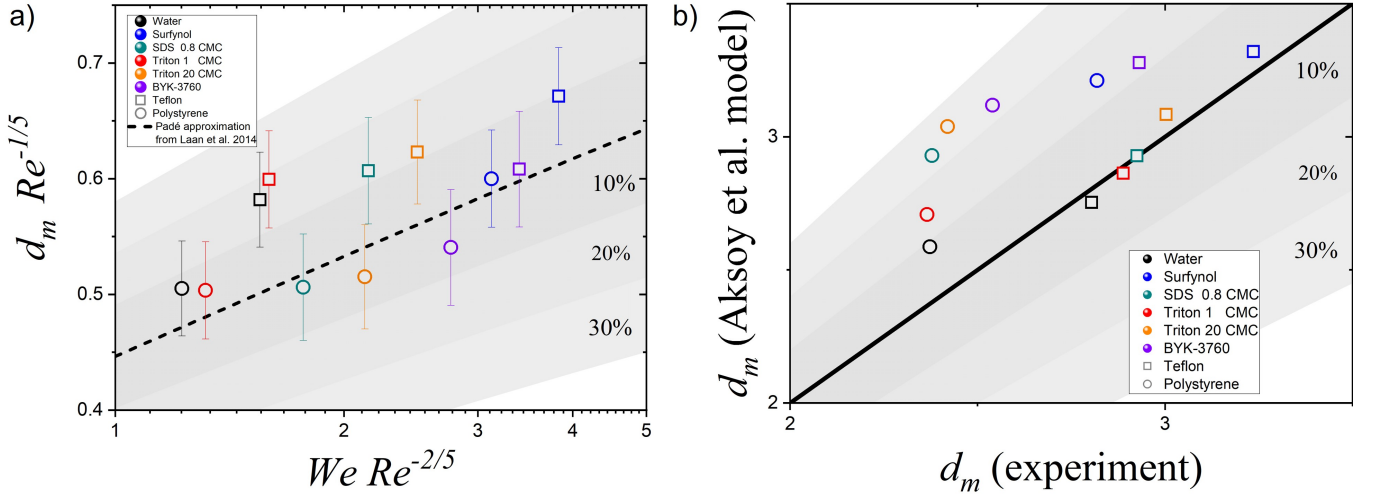 a)
d_m Re^{-1/5}
0.7
0.6
0.5
0.4
Water
Surfynol
SDS 0.8 CMC
Triton 1 CMC
Triton 20 CMC
BYK-3760
Teflon
Polystyrene
Padé approximation
from Laan et al. 2014
10%
20%
30%
1 2 3 4 5
We Re^{-2/5}
b)
d_m (Aksoy et al. model)
3
2
10%
20%
30%
Water
Surfynol
SDS 0.8 CMC
Triton 1 CMC
Triton 20 CMC
BYK-3760
Teflon
Polystyrene
2 3
d_m (experiment)